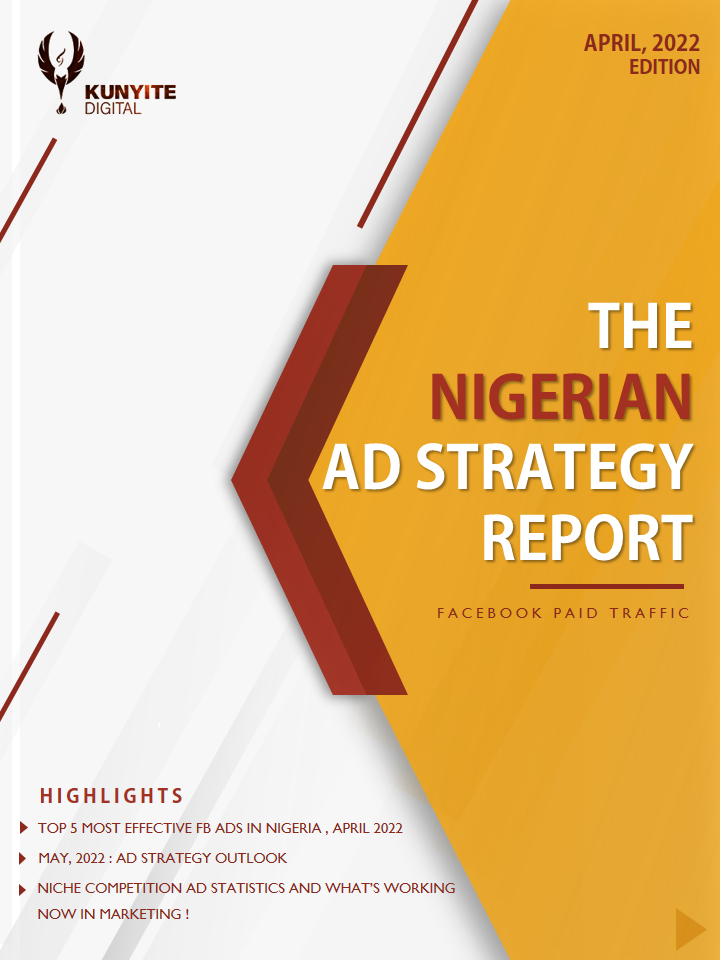 KUNYITE
DIGITAL
APRIL, 2022
EDITION
THE
NIGERIAN
AD STRATEGY
REPORT
FACEBOOK PAID TRAFFIC
HIGHLIGHTS
TOP 5 MOST EFFECTIVE FB ADS IN NIGERIA , APRIL 2022
MAY, 2022 : AD STRATEGY OUTLOOK
NICHE COMPETITION AD STATISTICS AND WHAT'S WORKING
NOW IN MARKETING !